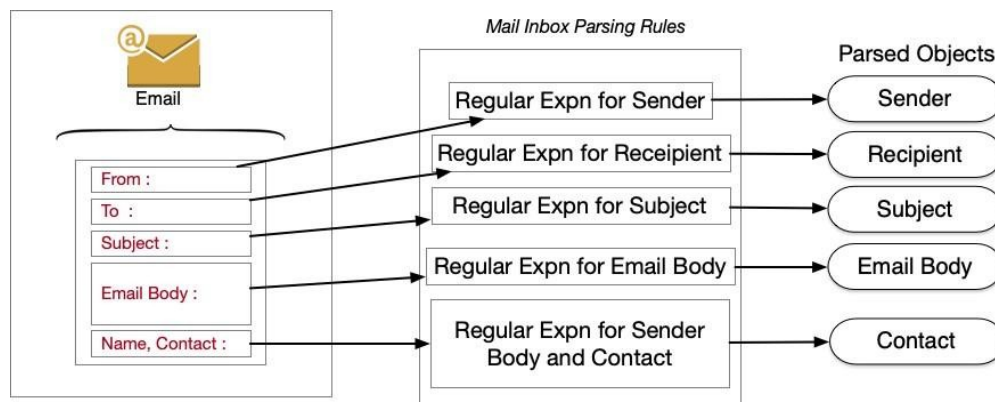 Mail Inbox Parsing Rules
@
Email
From :
To :
Subject :
Email Body :
Name, Contact :
Regular Expn for Sender
Regular Expn for Receipient
Regular Expn for Subject
Regular Expn for Email Body
Regular Expn for Sender
Body and Contact
Parsed Objects
Sender
Recipient
Subject
Email Body
Contact